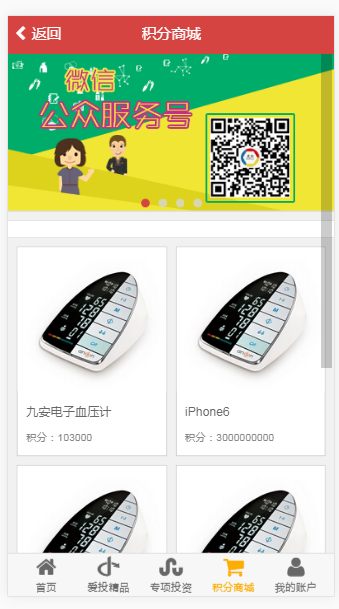 返回 积分商城
微信
公众服务号
九安电子血压计 iPhone6
积分：103000 积分：3000000000
首页 爱投精品 专项投资 积分商城 我的账户